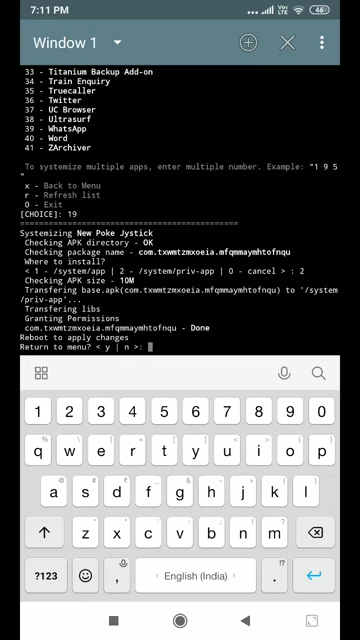 7:11 PM
VoLTE
46
Window 1
33 - Titanium Backup Add-on
34 - Train Enquiry
35 - Truecaller
36 - Twitter
37 - UC Browser
38 - Ultrasurf
39 - WhatsApp
40 - Word
41 - ZArchiver
To systemize multiple apps, enter multiple number. Example: "1 9 5
"
x - Back to Menu
r - Refresh list
0 - Exit
[CHOICE]: 19
========================================
Systemizing New Poke Jystick
Checking APK directory - OK
Checking package name - com.txwmtzmxoeia.mfqmmaymhtofnqu
Where to install?
< 1 - /system/app | 2 - /system/priv-app | 0 - cancel > : 2
Checking APK size - 10M
Transfering base.apk(com.txwmtzmxoeia.mfqmmaymhtofnqu) to '/system
/priv-app'...
Transfering libs
Granting Permissions
com.txwmtzmxoeia.mfqmmaymhtofnqu - Done
Reboot to apply changes
Return to menu? < y | n >:
1 2 3 4 5 6 7 8 9 0
q w e r t y u i o p
a s d f g h j k l
z x c v b n m
?123 , English (India) .